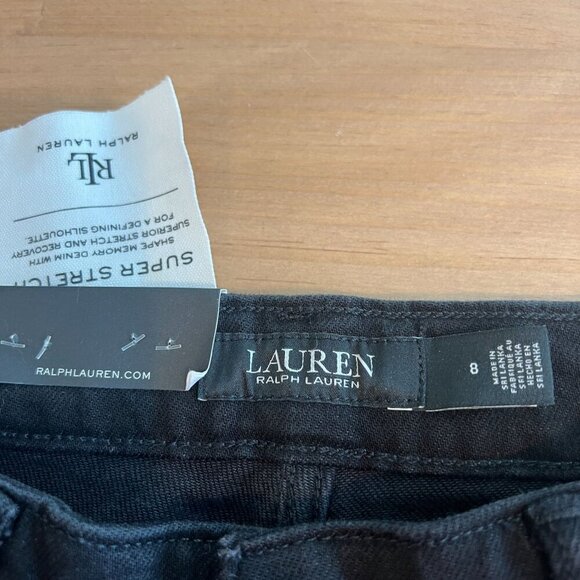 RALPH LAUREN
RLL
SUPER STRETCH
SHAPE MEMORY DENIM WITH
SUPERIOR STRETCH AND RECOVERY
FOR A DEFINING SILHOUETTE
RALPHLAUREN.COM
LAUREN
RALPH LAUREN
8
MADE IN
SRI LANKA
FABRIQUÉ AU
SRI LANKA
HECHO EN
SRI LANKA